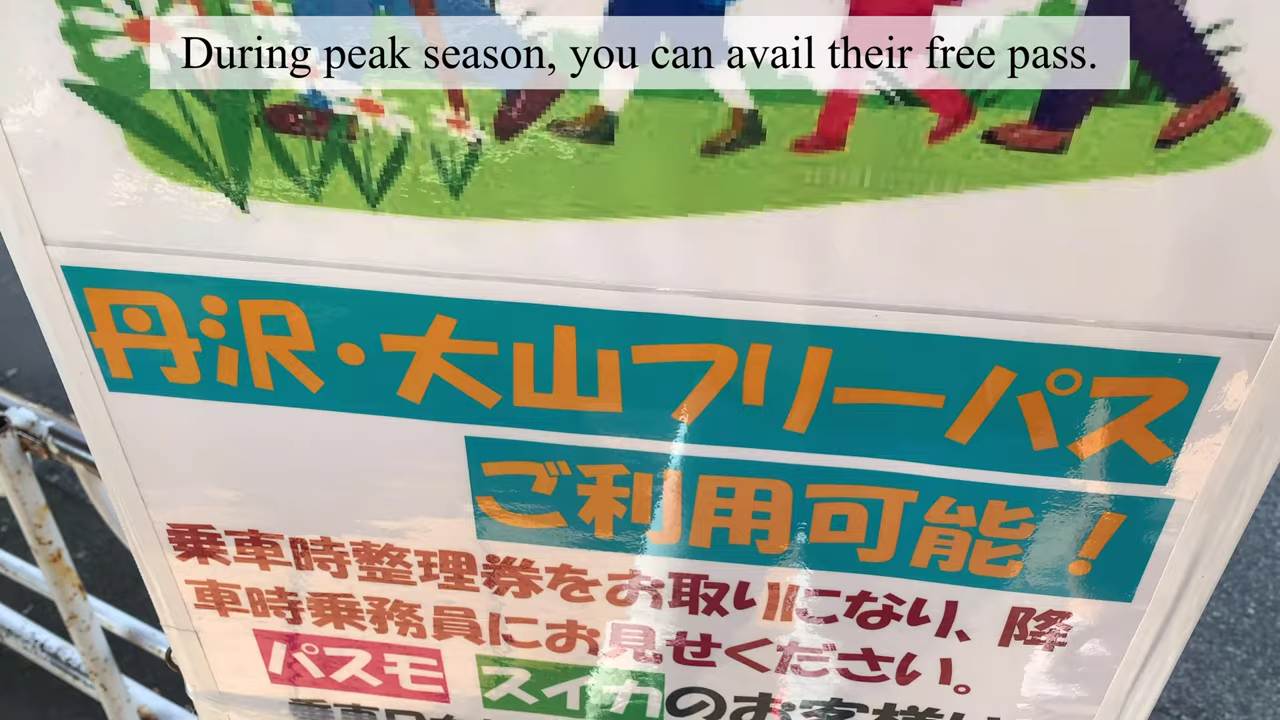 During peak season, you can avail their free pass.
丹沢・大山フリーパス
ご利用可能！
乗車時整理券をお取りになり、降
車時乗務員にお見せください。
パスモ スイカのお客様は